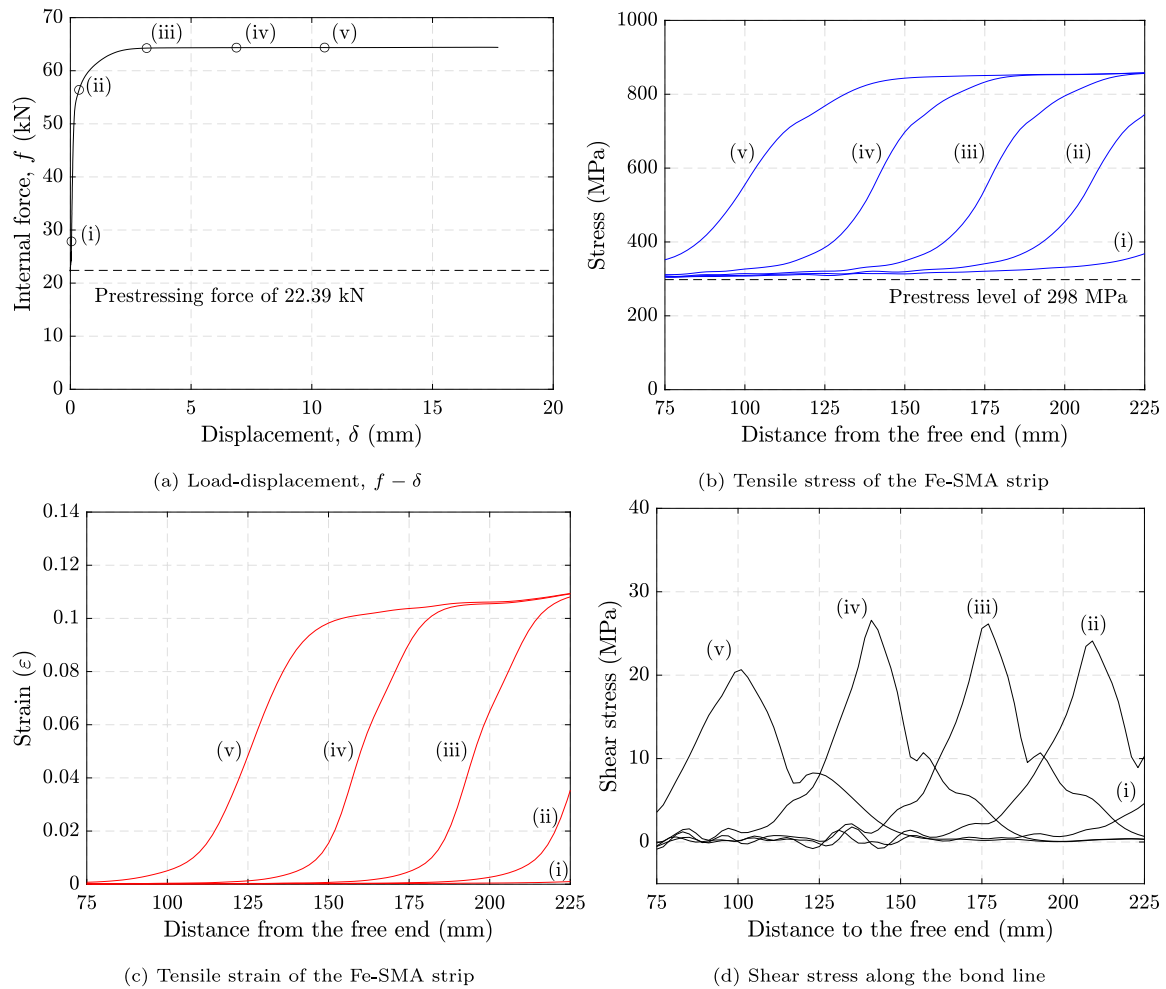 70
60
50
40
30
20
10
0
Internal force, f (kN)
(i)
(ii)
(iii)
(iv)
(v)
Prestressing force of 22.39 kN
0 5 10 15 20
Displacement, δ (mm)
(a) Load-displacement, f − δ
1000
800
600
400
200
0
Stress (MPa)
(v)
(iv)
(iii)
(ii)
(i)
Prestress level of 298 MPa
75 100 125 150 175 200 225
Distance from the free end (mm)
(b) Tensile stress of the Fe-SMA strip
0.14
0.12
0.1
0.08
0.06
0.04
0.02
0
Strain (ε)
(v)
(iv)
(iii)
(ii)
(i)
75 100 125 150 175 200 225
Distance from the free end (mm)
(c) Tensile strain of the Fe-SMA strip
40
30
20
10
0
Shear stress (MPa)
(v)
(iv)
(iii)
(ii)
(i)
75 100 125 150 175 200 225
Distance to the free end (mm)
(d) Shear stress along the bond line